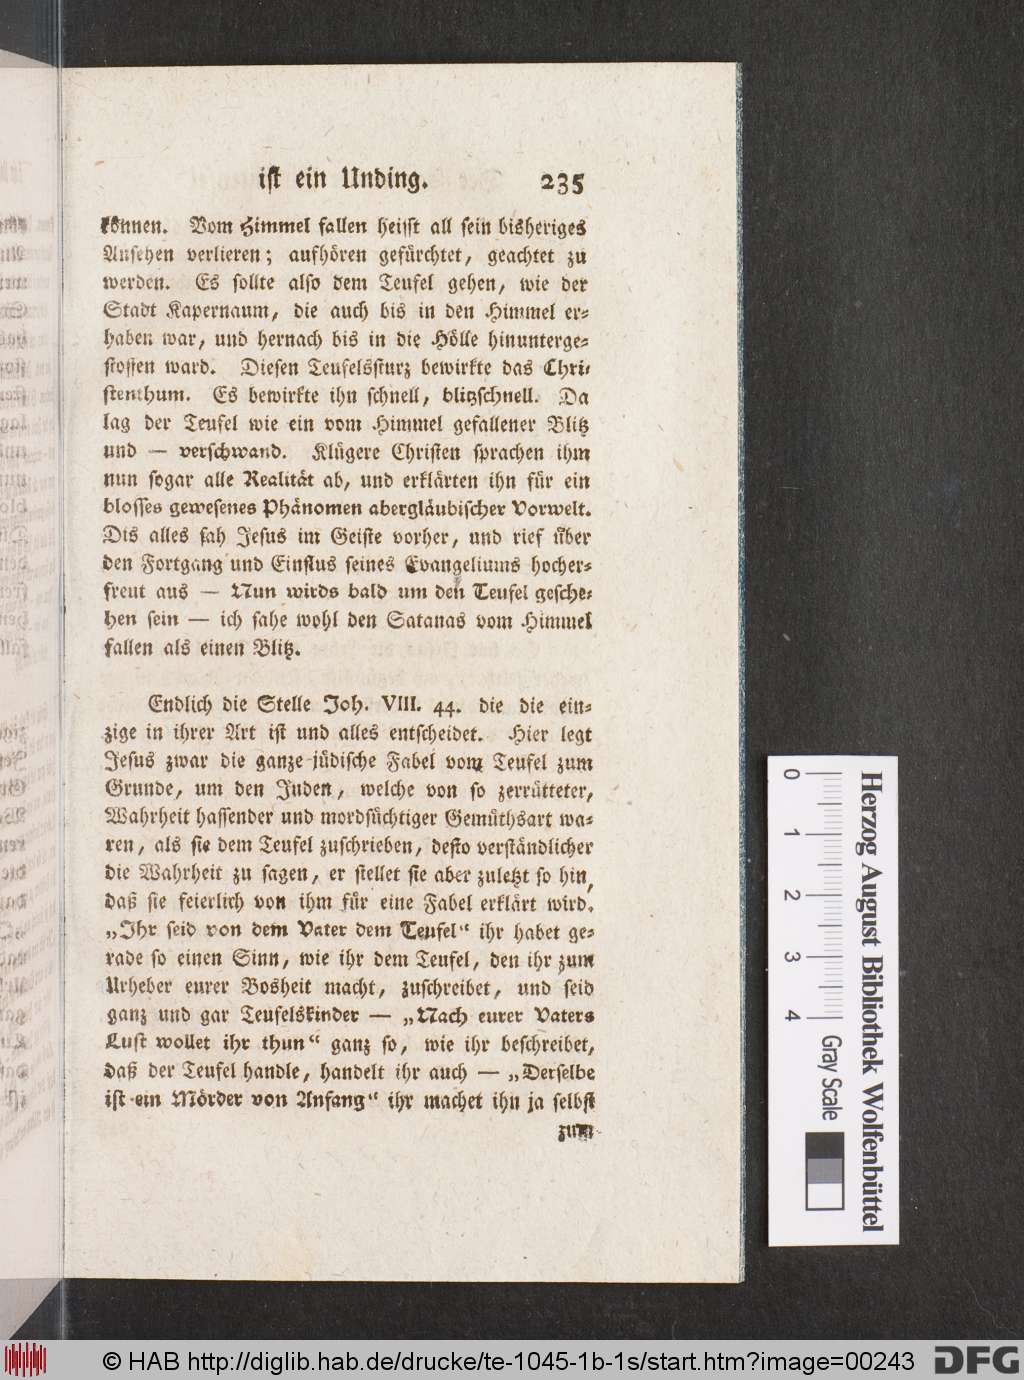 ist ein Unding. 235
können. Vom Himmel fallen heisst all sein bisheriges
Ansehen verlieren; aufhören gefürchtet, geachtet zu
werden. Es sollte also dem Teufel gehen, wie der
Stadt Kapernaum, die auch bis in den Himmel er-
haben war, und hernach bis in die Hölle hinunterge-
stossen ward. Diesen Teufelssturz bewirkte das Chri-
stenthum. Es bewirkte ihn schnell, blitzschnell. Da
lag der Teufel wie ein vom Himmel gefallener Blitz
und — verschwand. Klügere Christen sprachen ihm
nun sogar alle Realität ab, und erklärten ihn für ein
blosses gewesenes Phänomen abergläubischer Vorwelt.
Dis alles sah Jesus im Geiste vorher, und rief über
den Fortgang und Einflus seines Evangeliums hocher-
freut aus — Nun wirds bald um den Teufel gesche-
hen sein — ich sahe wohl den Satanas vom Himmel
fallen als einen Blitz.
Endlich die Stelle Joh. VIII. 44. die die ein-
zige in ihrer Art ist und alles entscheidet. Hier legt
Jesus zwar die ganze jüdische Fabel vom Teufel zum
Grunde, um den Juden, welche von so zerrütteter,
Wahrheit hassender und mordsüchtiger Gemüthsart wa-
ren, als sie dem Teufel zuschrieben, desto verständlicher
die Wahrheit zu sagen, er stellet sie aber zuletzt so hin,
daß sie feierlich von ihm für eine Fabel erklärt wird.
„Ihr seid von dem Vater dem Teufel“ ihr habet ge-
rade so einen Sinn, wie ihr dem Teufel, den ihr zum
Urheber eurer Bosheit macht, zuschreibet, und seid
ganz und gar Teufelskinder — „Nach eurer Vaters
Lust wollet ihr thun“ ganz so, wie ihr beschreibet,
daß der Teufel handle, handelt ihr auch — „Derselbe
ist ein Mörder von Anfang“ ihr machet ihn ja selbst
zum
0 1 2 3 4 Gray Scale
Herzog August Bibliothek Wolfenbüttel
© HAB http://diglib.hab.de/drucke/te-1045-1b-1s/start.htm?image=00243
DFG